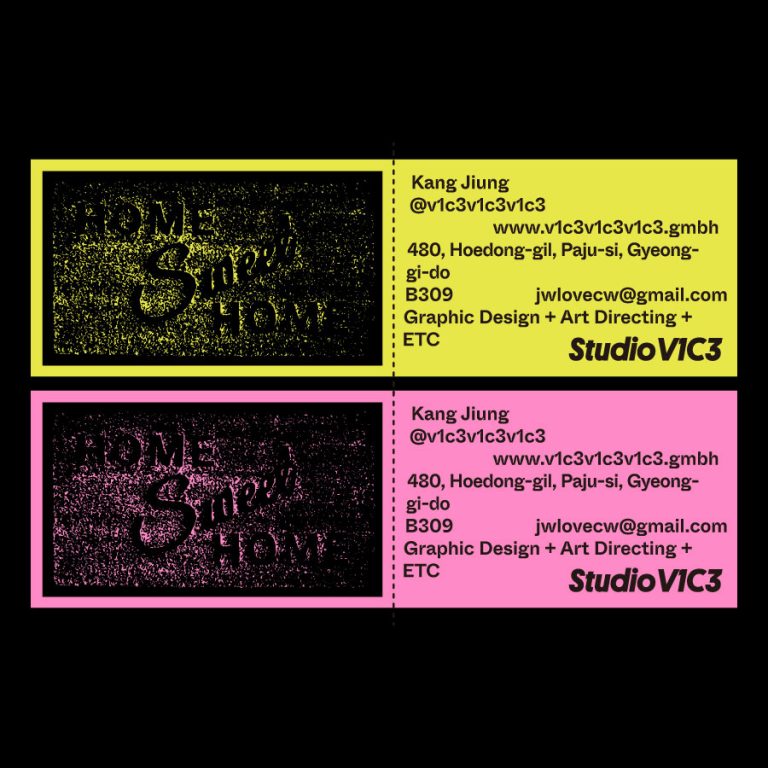 HOME
Sweet
HOME
Kang Jiung
@v1c3v1c3v1c3
www.v1c3v1c3v1c3.gmbh
480, Hoedong-gil, Paju-si, Gyeong-
gi-do
B309 jwlovecw@gmail.com
Graphic Design + Art Directing +
ETC
StudioV1C3
HOME
Sweet
HOME
Kang Jiung
@v1c3v1c3v1c3
www.v1c3v1c3v1c3.gmbh
480, Hoedong-gil, Paju-si, Gyeong-
gi-do
B309 jwlovecw@gmail.com
Graphic Design + Art Directing +
ETC
StudioV1C3